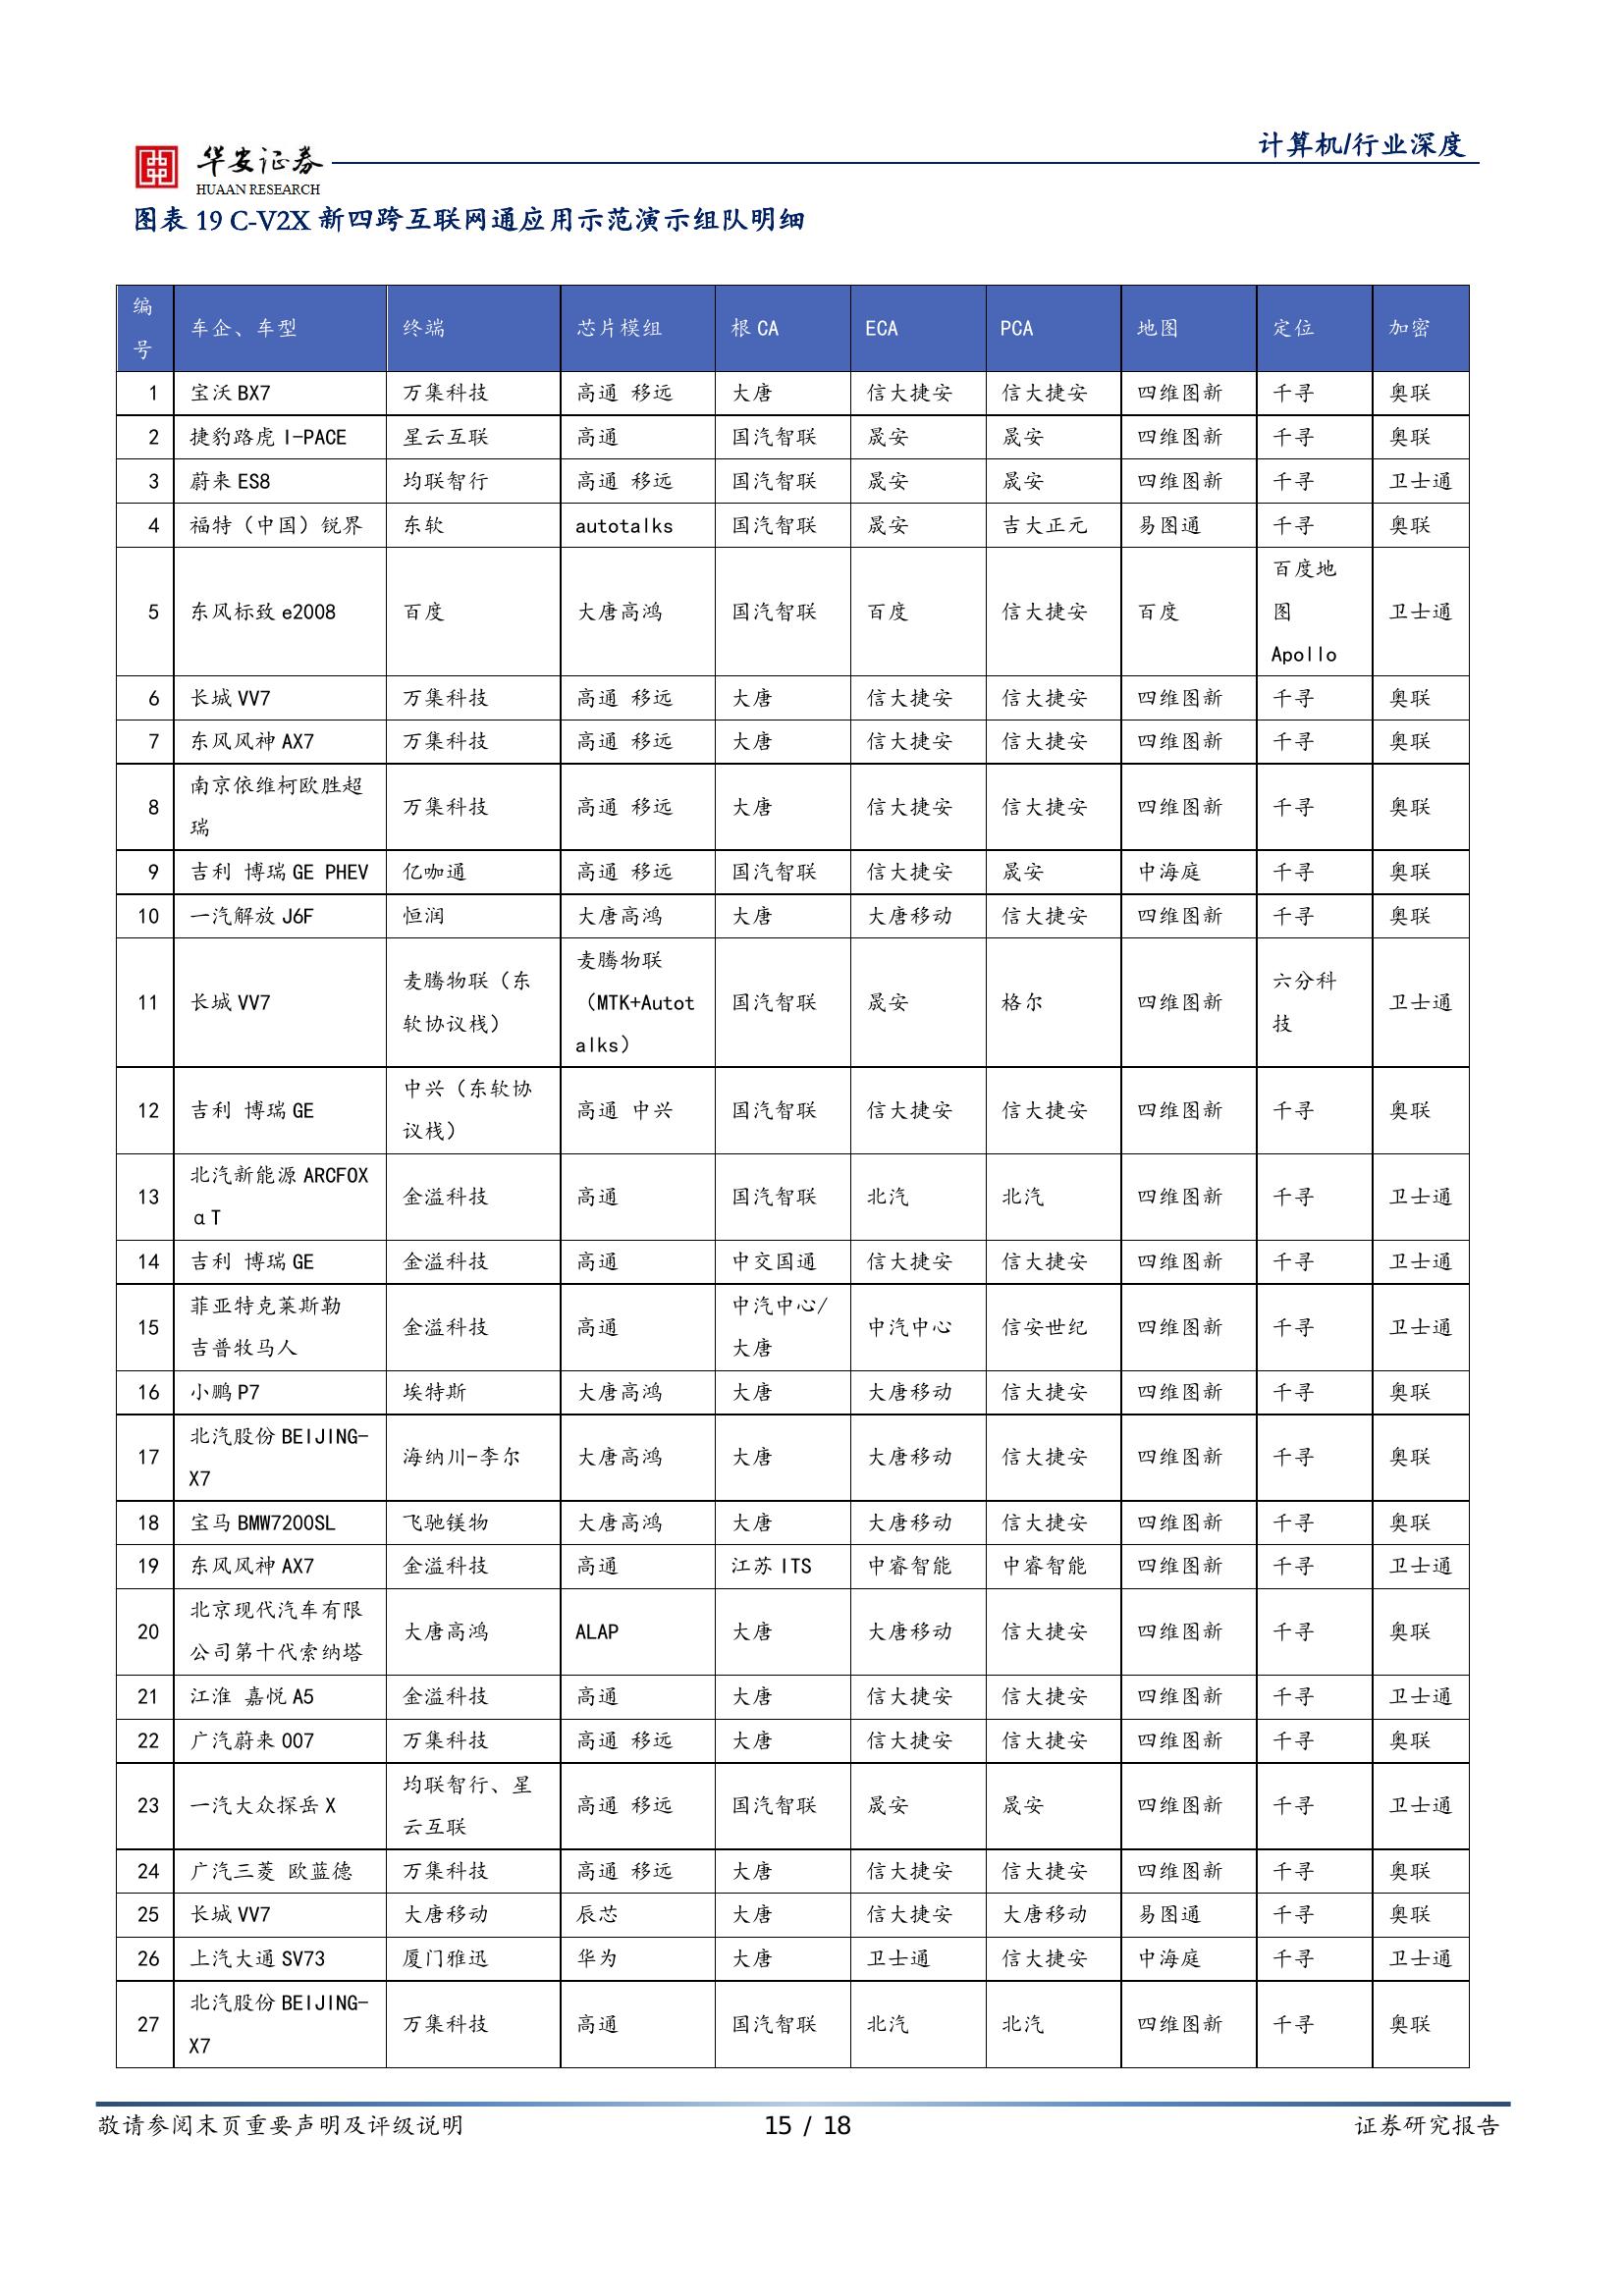 计算机/行业深度
华安证券
HUAAN RESEARCH
图表 19 C-V2X 新四跨互联网通应用示范演示组队明细
编号 车企、车型 终端 芯片模组 根 CA ECA PCA 地图 定位 加密
1 宝沃 BX7 万集科技 高通 移远 大唐 信大捷安 信大捷安 四维图新 千寻 奥联
2 捷豹路虎 I-PACE 星云互联 高通 国汽智联 晟安 晟安 四维图新 千寻 奥联
3 蔚来 ES8 均联智行 高通 移远 国汽智联 晟安 晟安 四维图新 千寻 卫士通
4 福特（中国）锐界 东软 autotalks 国汽智联 晟安 吉大正元 易图通 千寻 奥联
5 东风标致 e2008 百度 大唐高鸿 国汽智联 百度 信大捷安 百度 百度地图 Apollo 卫士通
6 长城 VV7 万集科技 高通 移远 大唐 信大捷安 信大捷安 四维图新 千寻 奥联
7 东风风神 AX7 万集科技 高通 移远 大唐 信大捷安 信大捷安 四维图新 千寻 奥联
8 南京依维柯欧胜超瑞 万集科技 高通 移远 大唐 信大捷安 信大捷安 四维图新 千寻 奥联
9 吉利 博瑞 GE PHEV 亿咖通 高通 移远 国汽智联 信大捷安 晟安 中海庭 千寻 奥联
10 一汽解放 J6F 恒润 大唐高鸿 大唐 大唐移动 信大捷安 四维图新 千寻 奥联
11 长城 VV7 麦腾物联（东软协议栈） 麦腾物联（MTK+Autotalks） 国汽智联 晟安 格尔 四维图新 六分科技 卫士通
12 吉利 博瑞 GE 中兴（东软协议栈） 高通 中兴 国汽智联 信大捷安 信大捷安 四维图新 千寻 奥联
13 北汽新能源 ARCFOX αT 金溢科技 高通 国汽智联 北汽 北汽 四维图新 千寻 卫士通
14 吉利 博瑞 GE 金溢科技 高通 中交国通 信大捷安 信大捷安 四维图新 千寻 卫士通
15 菲亚特克莱斯勒 吉普牧马人 金溢科技 高通 中汽中心/大唐 中汽中心 信安世纪 四维图新 千寻 卫士通
16 小鹏 P7 埃特斯 大唐高鸿 大唐 大唐移动 信大捷安 四维图新 千寻 奥联
17 北汽股份 BEIJING-X7 海纳川-李尔 大唐高鸿 大唐 大唐移动 信大捷安 四维图新 千寻 奥联
18 宝马 BMW7200SL 飞驰镁物 大唐高鸿 大唐 大唐移动 信大捷安 四维图新 千寻 奥联
19 东风风神 AX7 金溢科技 高通 江苏 ITS 中睿智能 中睿智能 四维图新 千寻 卫士通
20 北京现代汽车有限公司第十代索纳塔 大唐高鸿 ALAP 大唐 大唐移动 信大捷安 四维图新 千寻 奥联
21 江淮 嘉悦 A5 金溢科技 高通 大唐 信大捷安 信大捷安 四维图新 千寻 卫士通
22 广汽蔚来 007 万集科技 高通 移远 大唐 信大捷安 信大捷安 四维图新 千寻 奥联
23 一汽大众探岳 X 均联智行、星云互联 高通 移远 国汽智联 晟安 晟安 四维图新 千寻 卫士通
24 广汽三菱 欧蓝德 万集科技 高通 移远 大唐 信大捷安 信大捷安 四维图新 千寻 奥联
25 长城 VV7 大唐移动 辰芯 大唐 信大捷安 大唐移动 易图通 千寻 奥联
26 上汽大通 SV73 厦门雅迅 华为 大唐 卫士通 信大捷安 中海庭 千寻 卫士通
27 北汽股份 BEIJING-X7 万集科技 高通 国汽智联 北汽 北汽 四维图新 千寻 奥联
敬请参阅末页重要声明及评级说明 15 / 18 证券研究报告